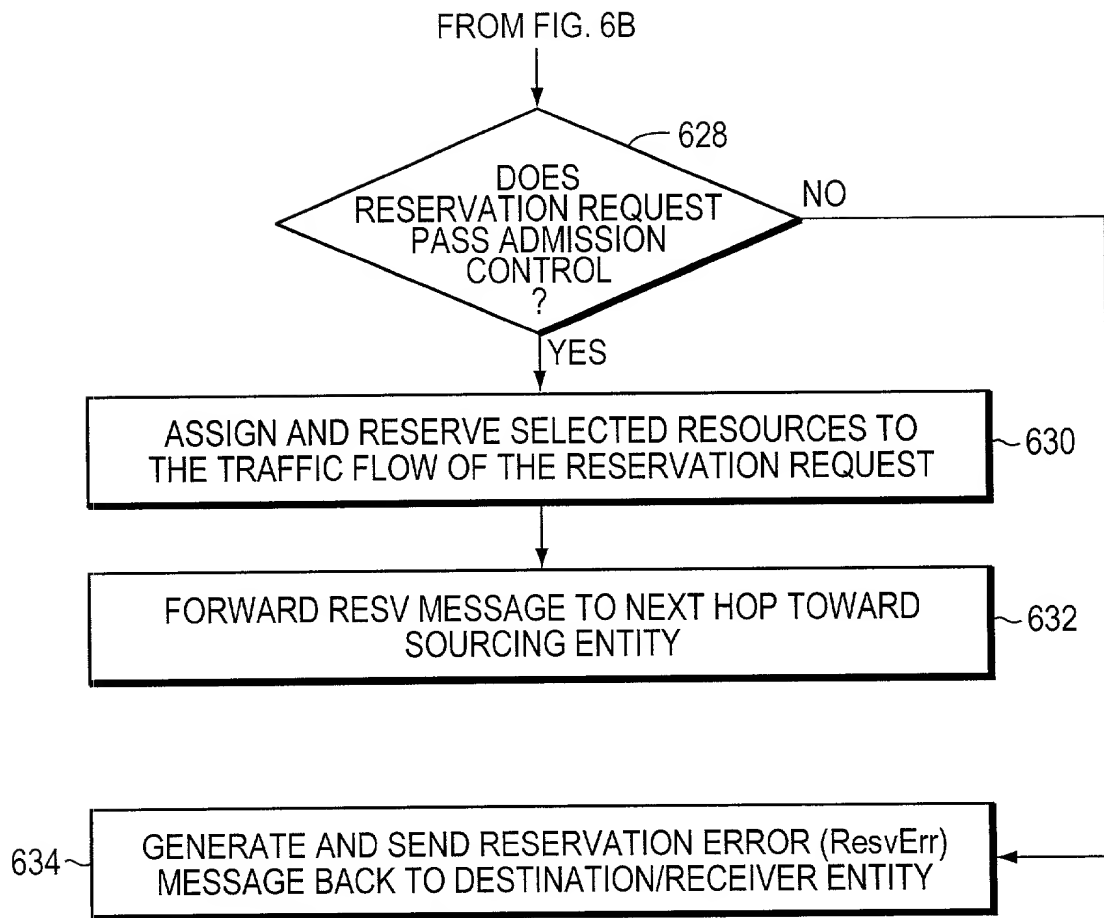 FROM FIG. 6B
628
DOES
RESERVATION REQUEST
PASS ADMISSION
CONTROL
?
NO
YES
ASSIGN AND RESERVE SELECTED RESOURCES TO
THE TRAFFIC FLOW OF THE RESERVATION REQUEST
630
FORWARD RESV MESSAGE TO NEXT HOP TOWARD
SOURCING ENTITY
632
634
GENERATE AND SEND RESERVATION ERROR (ResvErr)
MESSAGE BACK TO DESTINATION/RECEIVER ENTITY